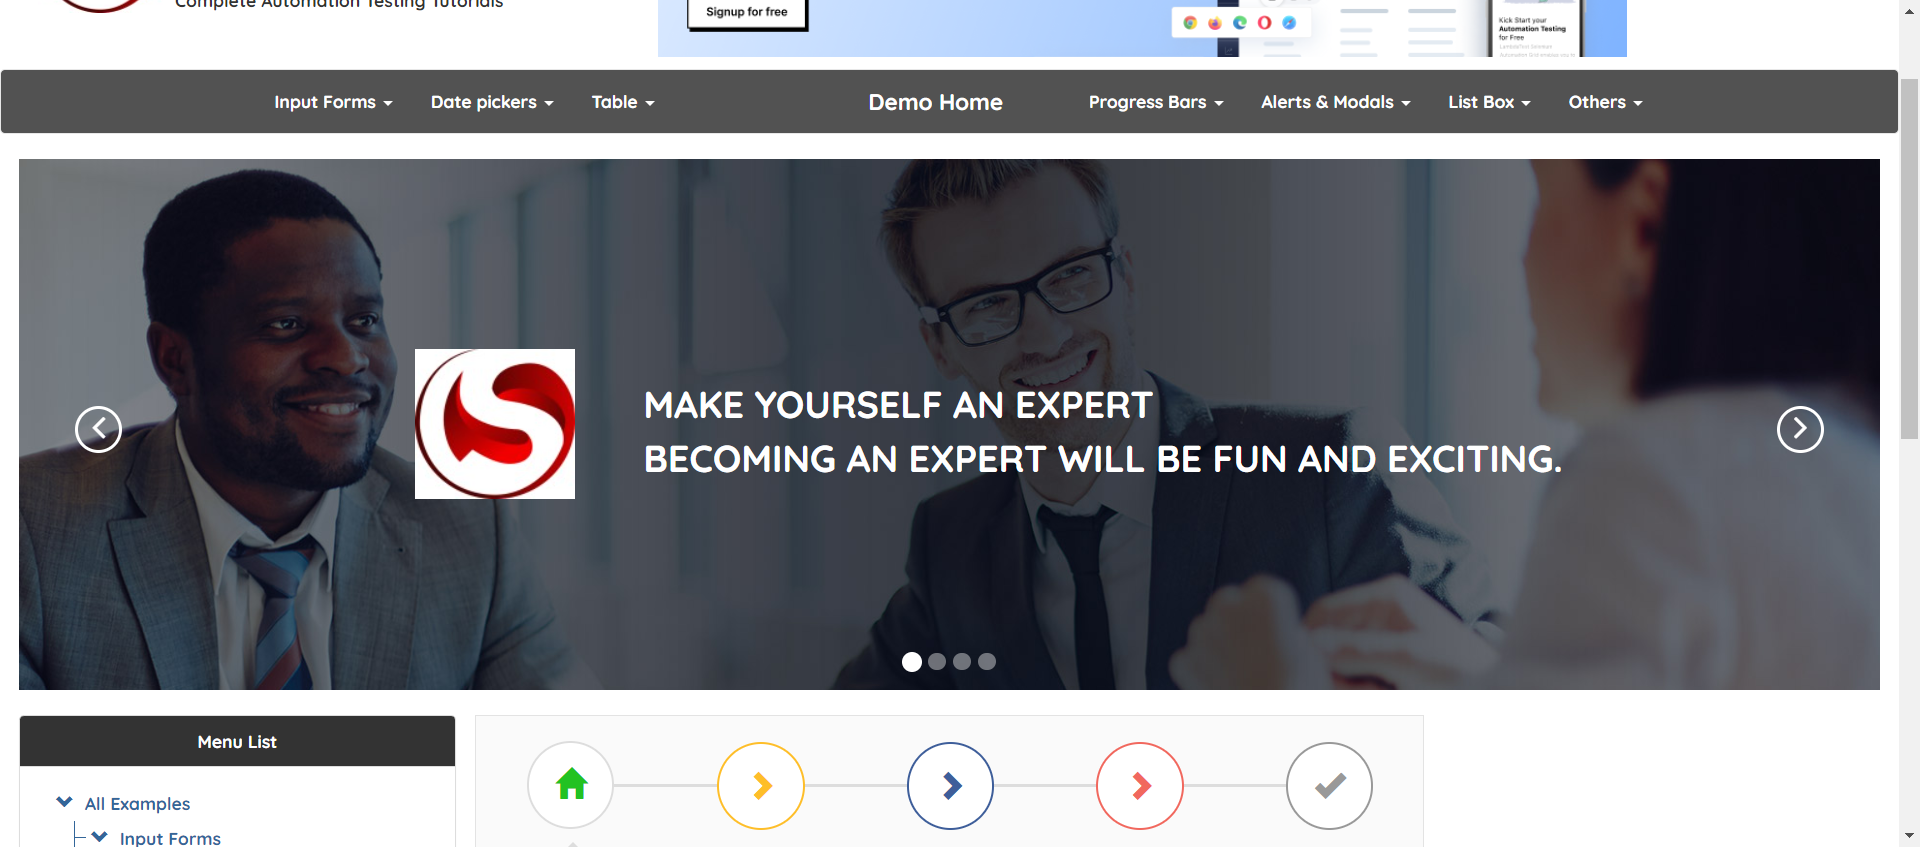 Complete Automation Testing Tutorials
Signup for free
Kick Start your
Automation Testing
for Free
Input Forms
Date pickers
Table
Demo Home
Progress Bars
Alerts & Modals
List Box
Others
MAKE YOURSELF AN EXPERT
BECOMING AN EXPERT WILL BE FUN AND EXCITING.
Menu List
All Examples
Input Forms